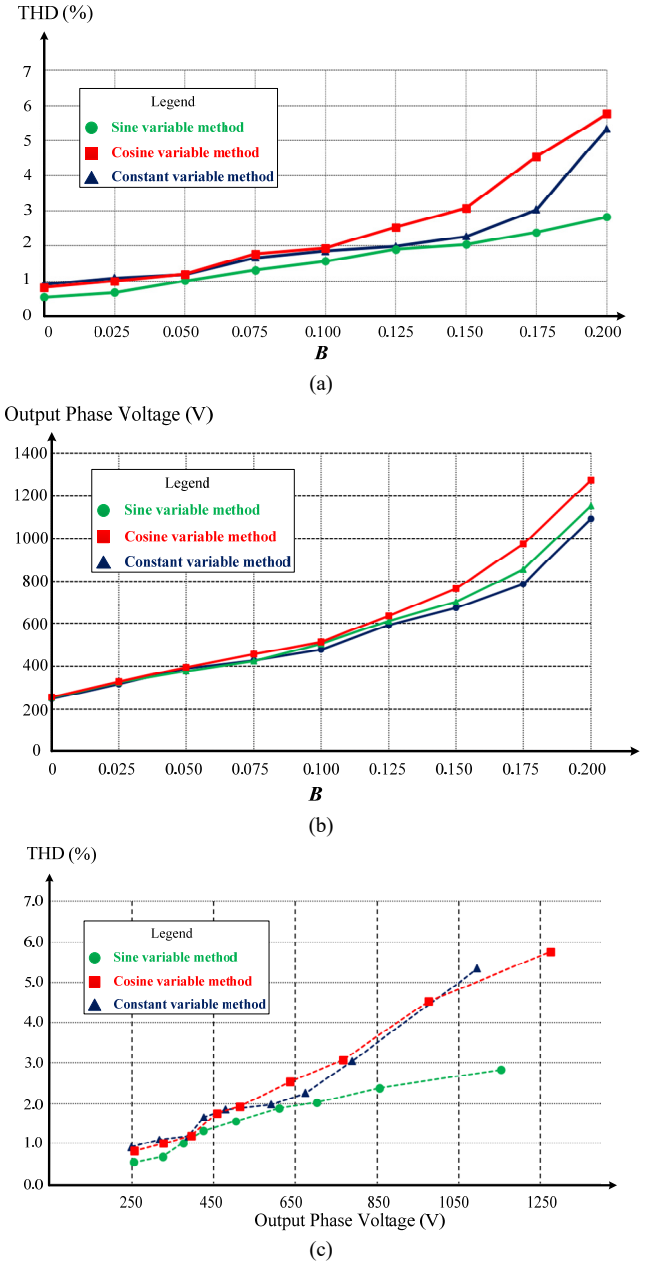 THD (%)
7
6
5
4
3
2
1
0
Legend
Sine variable method
Cosine variable method
Constant variable method
0 0.025 0.050 0.075 0.100 0.125 0.150 0.175 0.200
B
(a)
Output Phase Voltage (V)
1400
1200
1000
800
600
400
200
0
Legend
Sine variable method
Cosine variable method
Constant variable method
0 0.025 0.050 0.075 0.100 0.125 0.150 0.175 0.200
B
(b)
THD (%)
7.0
6.0
5.0
4.0
3.0
2.0
1.0
0.0
Legend
Sine variable method
Cosine variable method
Constant variable method
250 450 650 850 1050 1250
Output Phase Voltage (V)
(c)